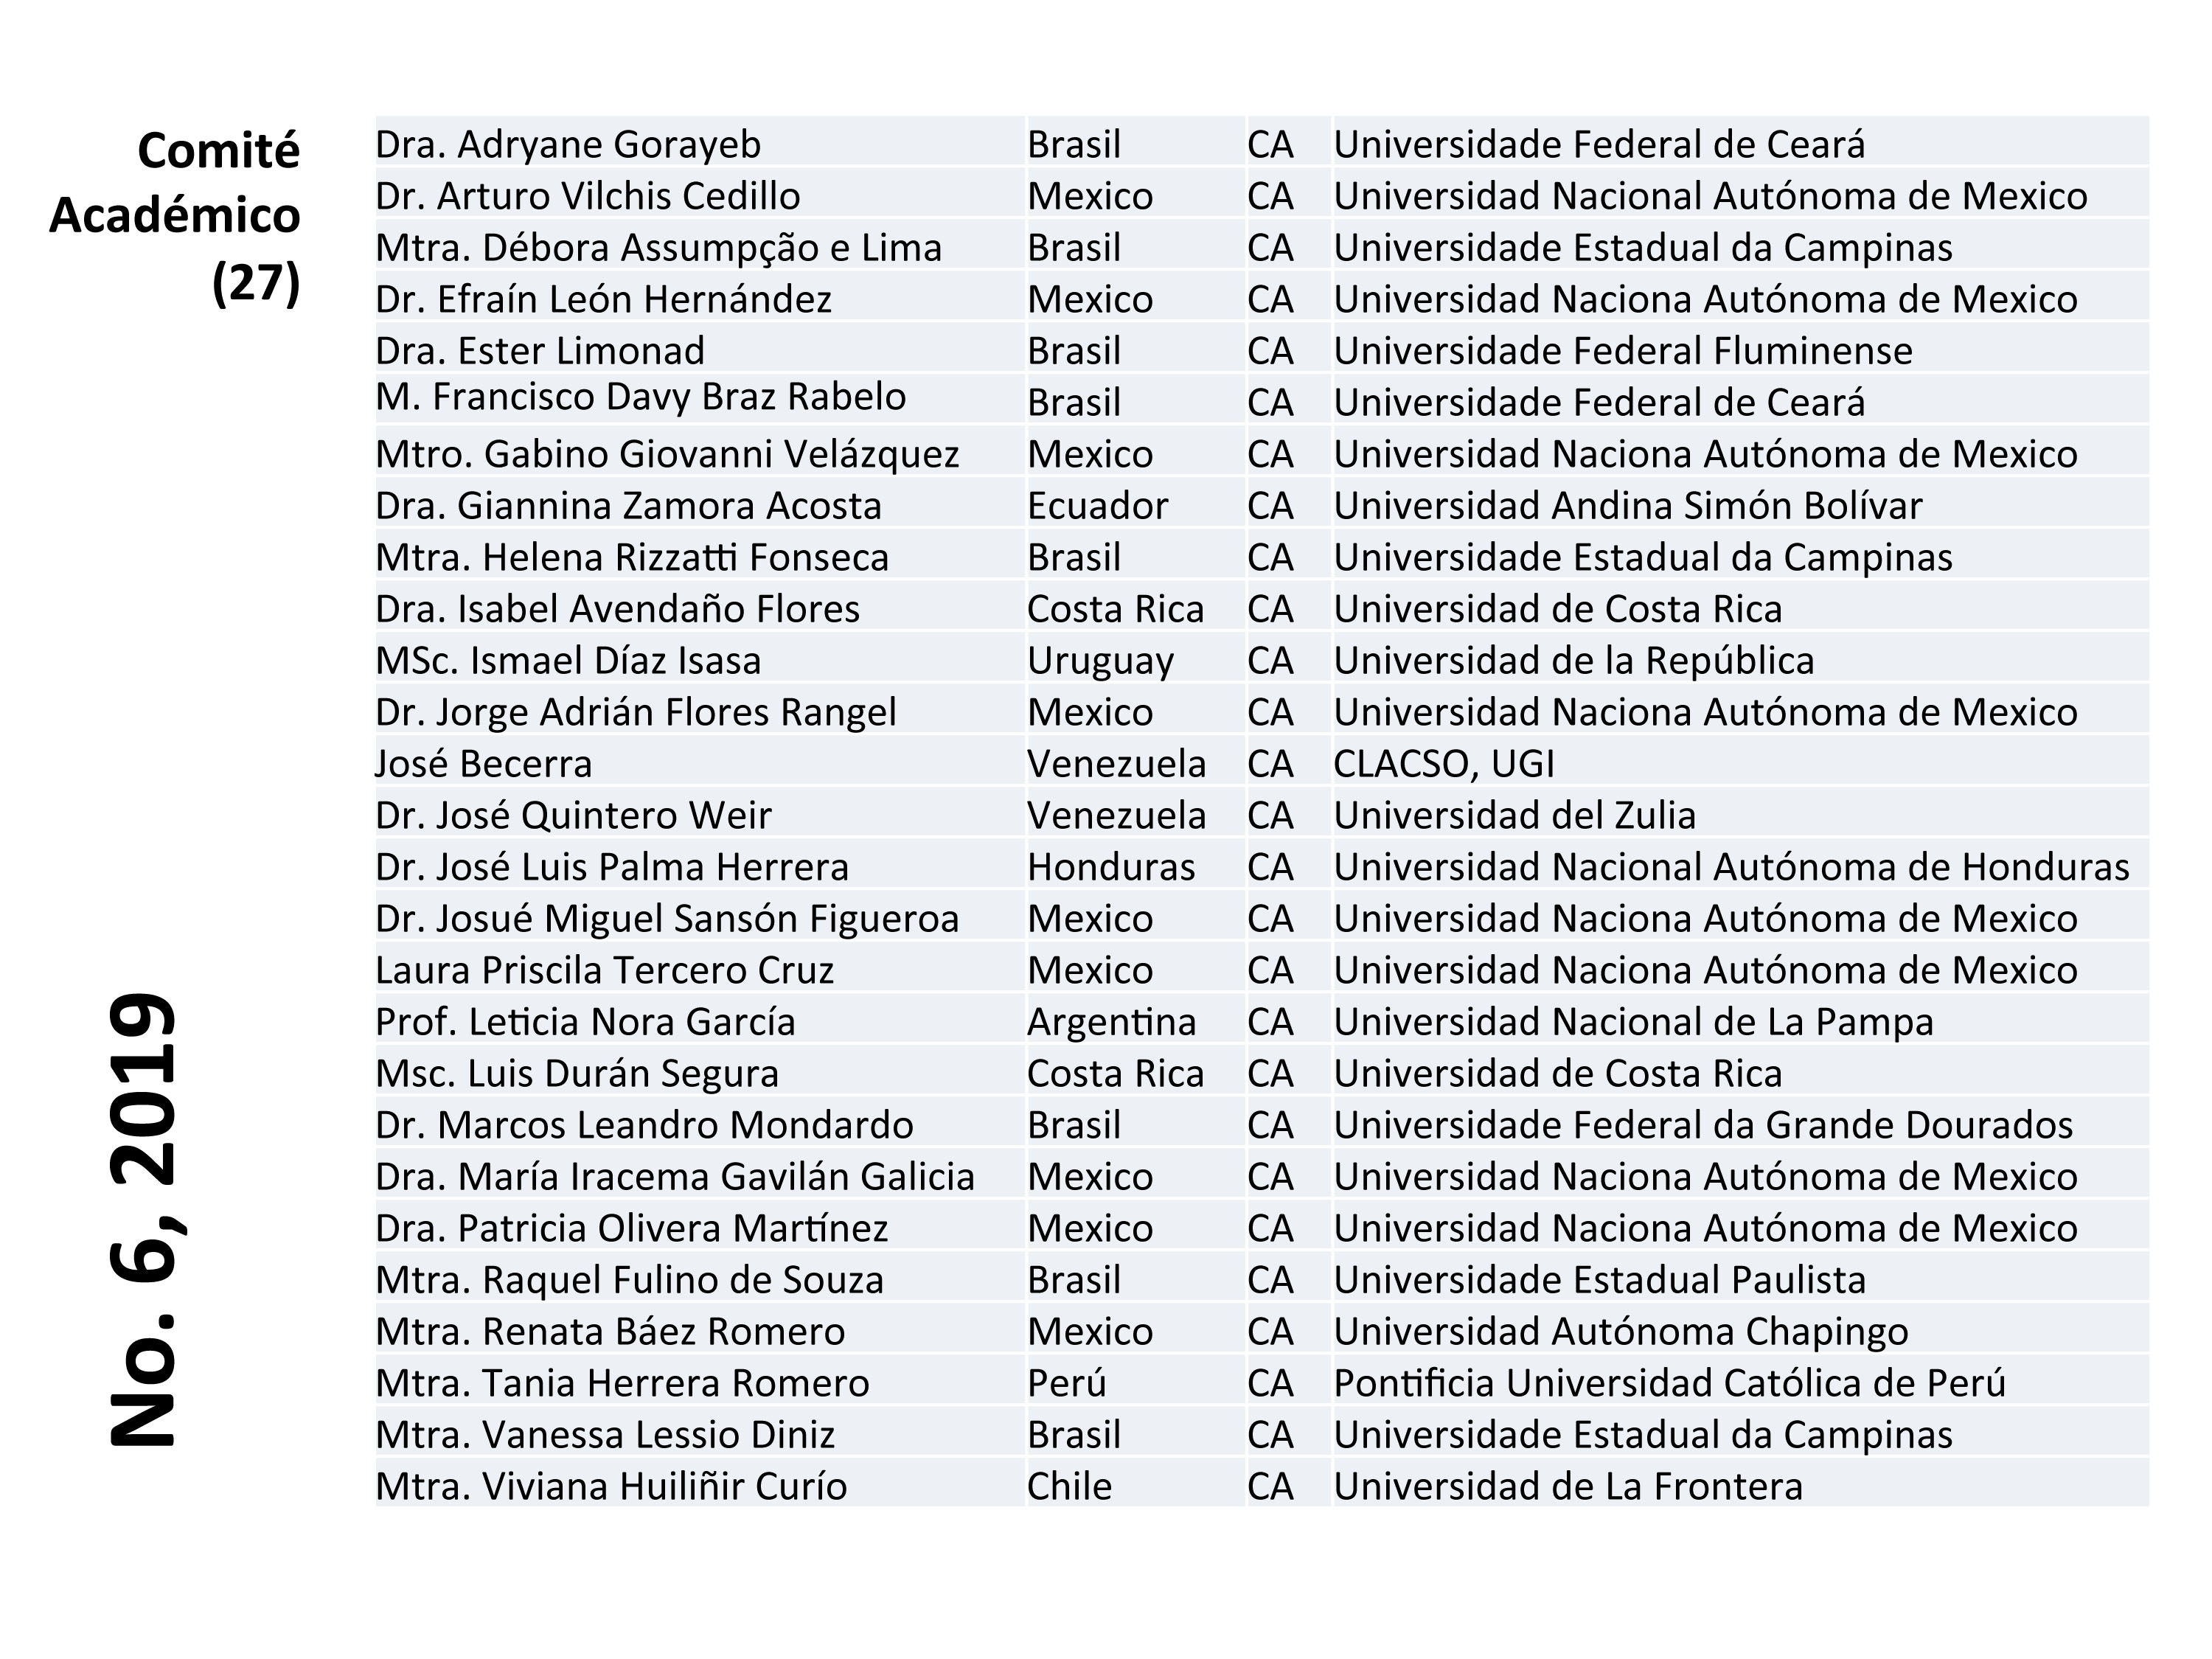 Comité
Académico
(27)
No. 6, 2019
Dra. Adryane Gorayeb Brasil CA Universidade Federal de Ceará
Dr. Arturo Vilchis Cedillo Mexico CA Universidad Nacional Autónoma de Mexico
Mtra. Débora Assumpção e Lima Brasil CA Universidade Estadual da Campinas
Dr. Efraín León Hernández Mexico CA Universidad Naciona Autónoma de Mexico
Dra. Ester Limonad Brasil CA Universidade Federal Fluminense
M. Francisco Davy Braz Rabelo Brasil CA Universidade Federal de Ceará
Mtro. Gabino Giovanni Velázquez Mexico CA Universidad Naciona Autónoma de Mexico
Dra. Giannina Zamora Acosta Ecuador CA Universidad Andina Simón Bolívar
Mtra. Helena Rizzatti Fonseca Brasil CA Universidade Estadual da Campinas
Dra. Isabel Avendaño Flores Costa Rica CA Universidad de Costa Rica
MSc. Ismael Díaz Isasa Uruguay CA Universidad de la República
Dr. Jorge Adrián Flores Rangel Mexico CA Universidad Naciona Autónoma de Mexico
José Becerra Venezuela CA CLACSO, UGI
Dr. José Quintero Weir Venezuela CA Universidad del Zulia
Dr. José Luis Palma Herrera Honduras CA Universidad Nacional Autónoma de Honduras
Dr. Josué Miguel Sansón Figueroa Mexico CA Universidad Naciona Autónoma de Mexico
Laura Priscila Tercero Cruz Mexico CA Universidad Naciona Autónoma de Mexico
Prof. Leticia Nora García Argentina CA Universidad Nacional de La Pampa
Msc. Luis Durán Segura Costa Rica CA Universidad de Costa Rica
Dr. Marcos Leandro Mondardo Brasil CA Universidade Federal da Grande Dourados
Dra. María Iracema Gavilán Galicia Mexico CA Universidad Naciona Autónoma de Mexico
Dra. Patricia Olivera Martínez Mexico CA Universidad Naciona Autónoma de Mexico
Mtra. Raquel Fulino de Souza Brasil CA Universidade Estadual Paulista
Mtra. Renata Báez Romero Mexico CA Universidad Autónoma Chapingo
Mtra. Tania Herrera Romero Perú CA Pontificia Universidad Católica de Perú
Mtra. Vanessa Lessio Diniz Brasil CA Universidade Estadual da Campinas
Mtra. Viviana Huiliñir Curío Chile CA Universidad de La Frontera